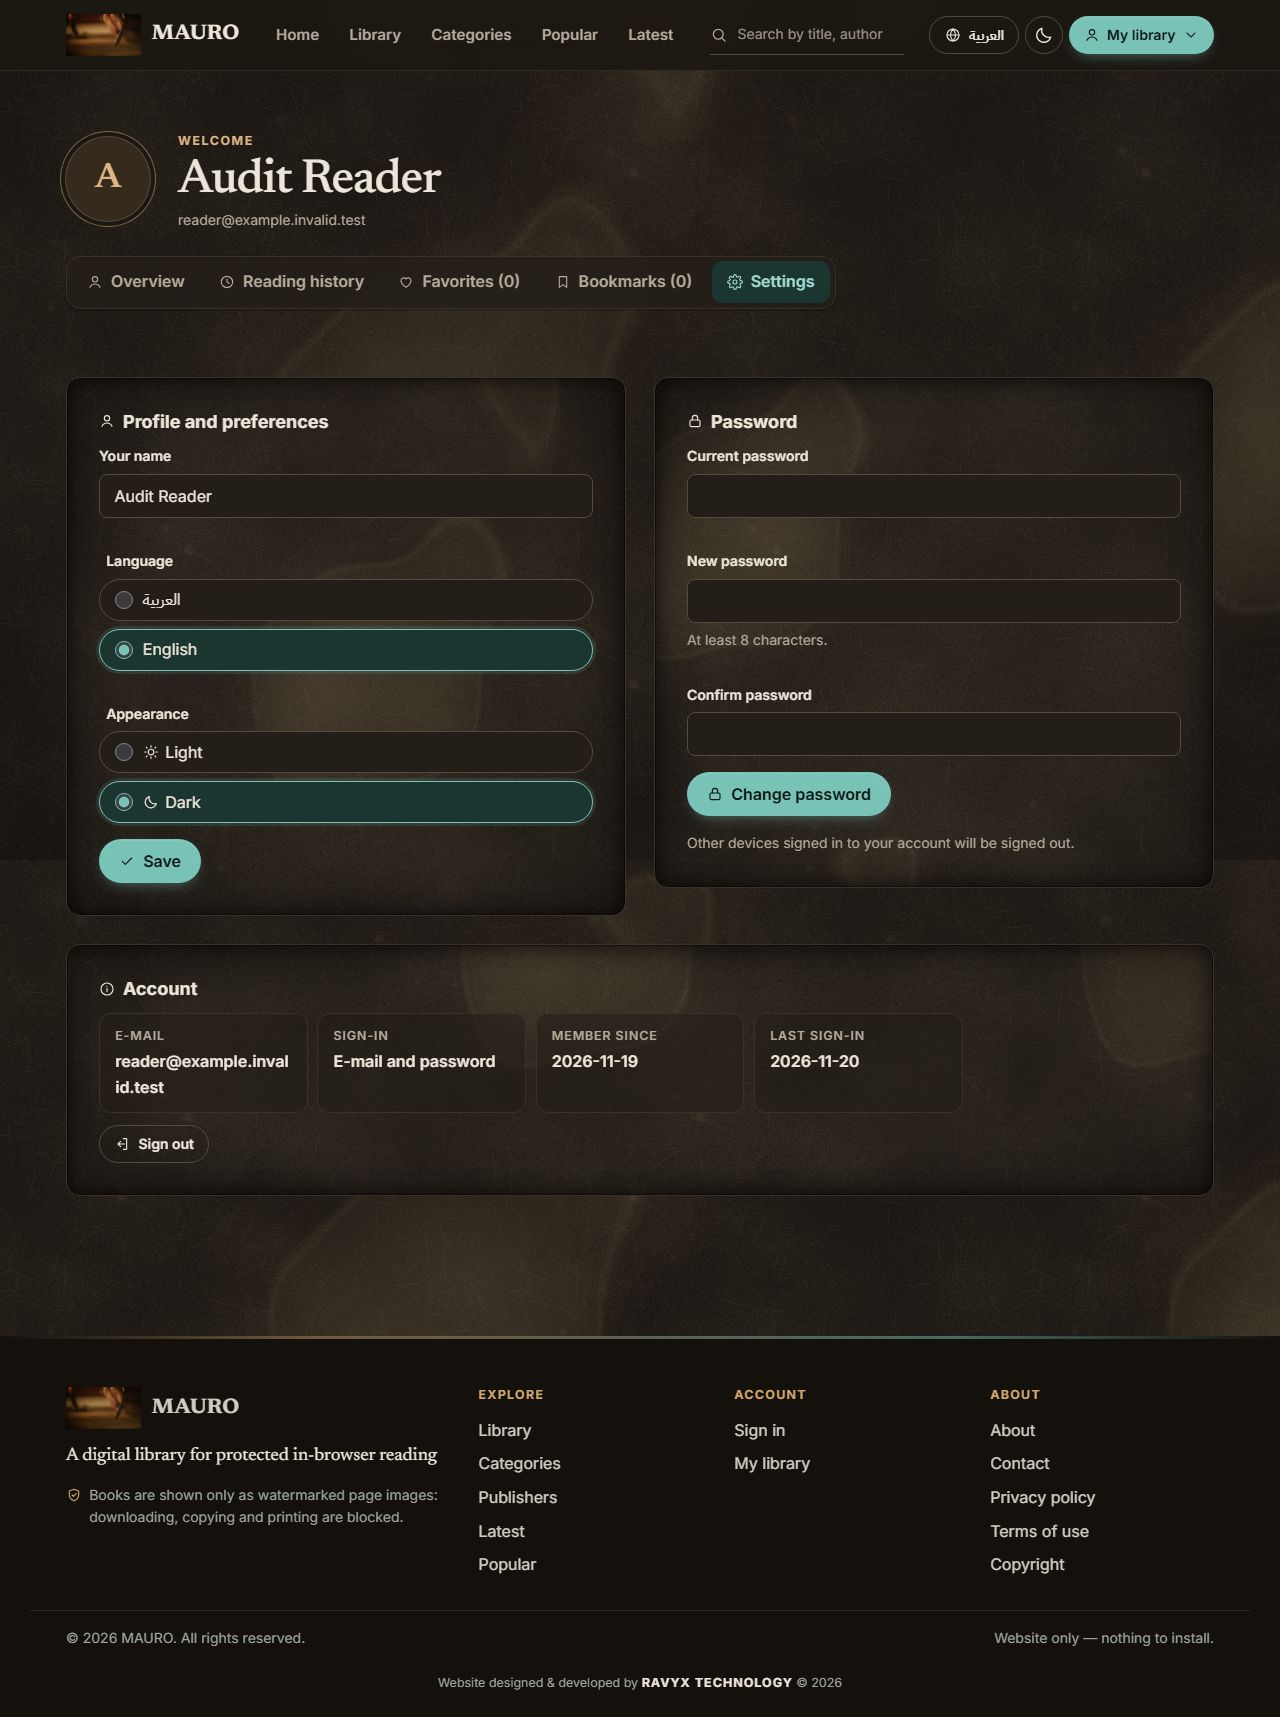 MAURO
Home
Library
Categories
Popular
Latest
Search by title, author
العربية
My library
WELCOME
A
Audit Reader
reader@example.invalid.test
Overview
Reading history
Favorites (0)
Bookmarks (0)
Settings
Profile and preferences
Your name
Audit Reader
Language
العربية
English
Appearance
Light
Dark
Save
Password
Current password
New password
At least 8 characters.
Confirm password
Change password
Other devices signed in to your account will be signed out.
Account
E-MAIL
reader@example.inval
id.test
SIGN-IN
E-mail and password
MEMBER SINCE
2026-11-19
LAST SIGN-IN
2026-11-20
Sign out
MAURO
A digital library for protected in-browser reading
Books are shown only as watermarked page images:
downloading, copying and printing are blocked.
EXPLORE
Library
Categories
Publishers
Latest
Popular
ACCOUNT
Sign in
My library
ABOUT
About
Contact
Privacy policy
Terms of use
Copyright
© 2026 MAURO. All rights reserved.
Website only — nothing to install.
Website designed & developed by RAVYX TECHNOLOGY © 2026